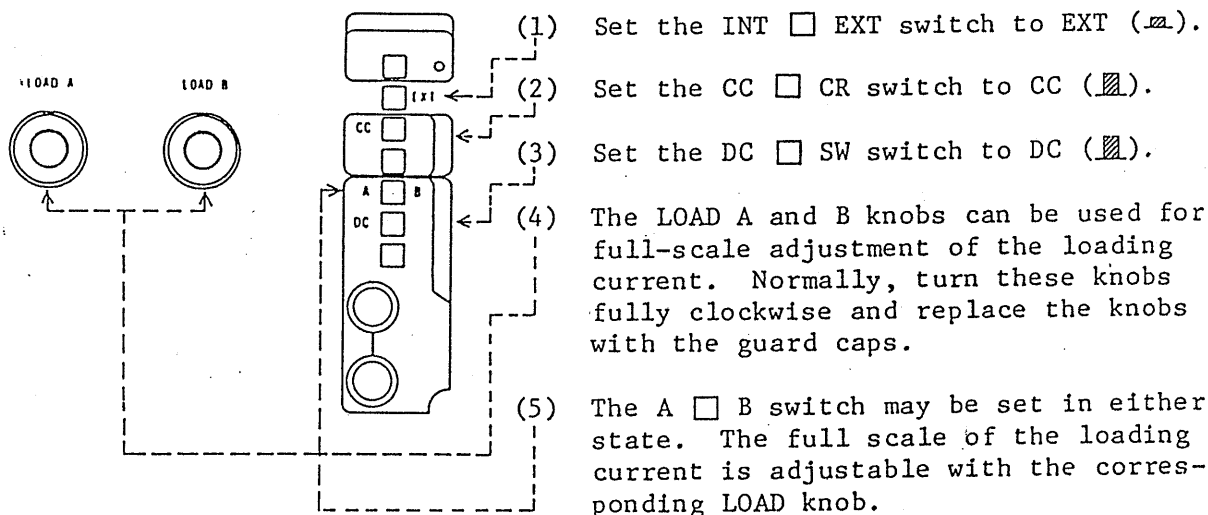 LOAD A
LOAD B
EXT
CC
A B
DC
(1) Set the INT □ EXT switch to EXT ( ).
(2) Set the CC □ CR switch to CC ( ).
(3) Set the DC □ SW switch to DC ( ).
(4) The LOAD A and B knobs can be used for
full-scale adjustment of the loading
current. Normally, turn these knobs
fully clockwise and replace the knobs
with the guard caps.
(5) The A □ B switch may be set in either
state. The full scale of the loading
current is adjustable with the corres-
ponding LOAD knob.